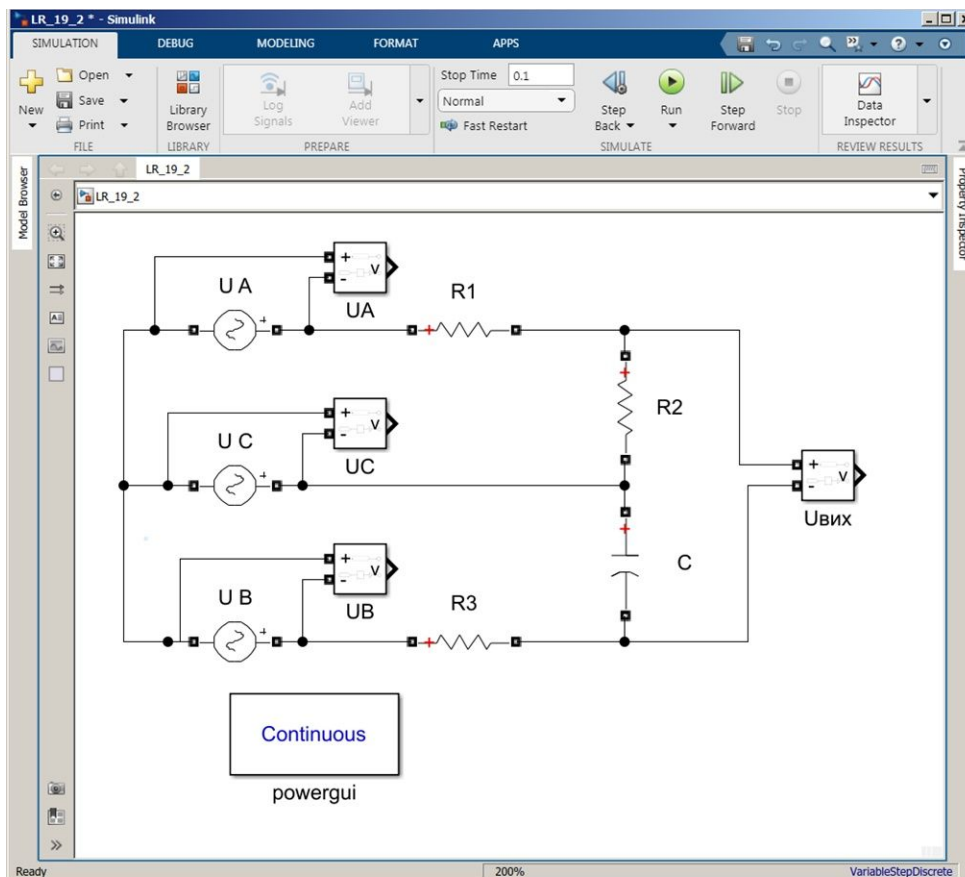 LR_19_2 * - Simulink
SIMULATION DEBUG MODELING FORMAT APPS
New
Open
Save
Print
FILE
Library Browser
LIBRARY
Log Signals
Add Viewer
PREPARE
Stop Time 0.1
Normal
Fast Restart
Step Back
Run
Step Forward
Stop
SIMULATE
Data Inspector
REVIEW RESULTS
Model Browser
LR_19_2
LR_19_2
Property Inspector
U A
+
-
v
UA
R1
+
+
U C
+
-
v
UC
+
R2
+
+
-
v
Uвих
+
C
U B
+
-
v
UB
+
R3
+
Continuous
powergui
Ready 200% VariableStepDiscrete